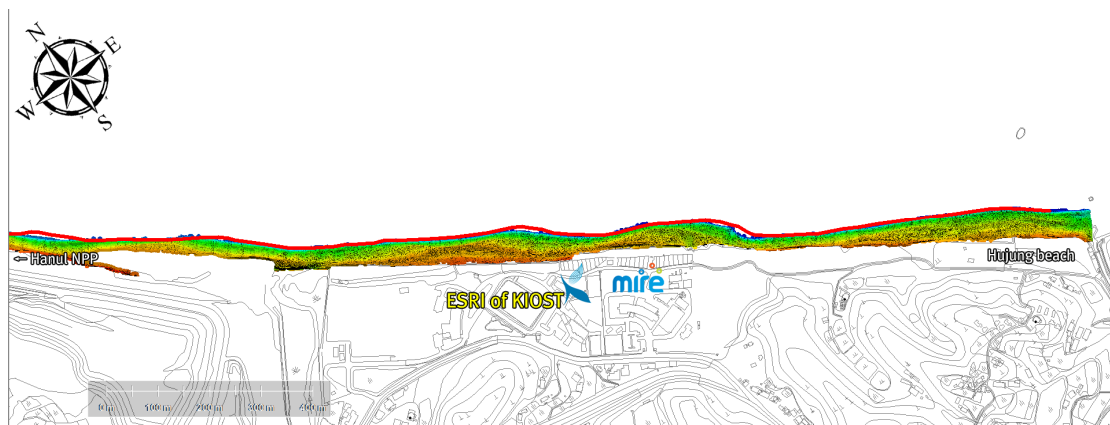 N
E
W
S
← Hanul NPP
Hujung beach
ESRI of KIOST
mire
0 m 100 m 200 m 300 m 400 m